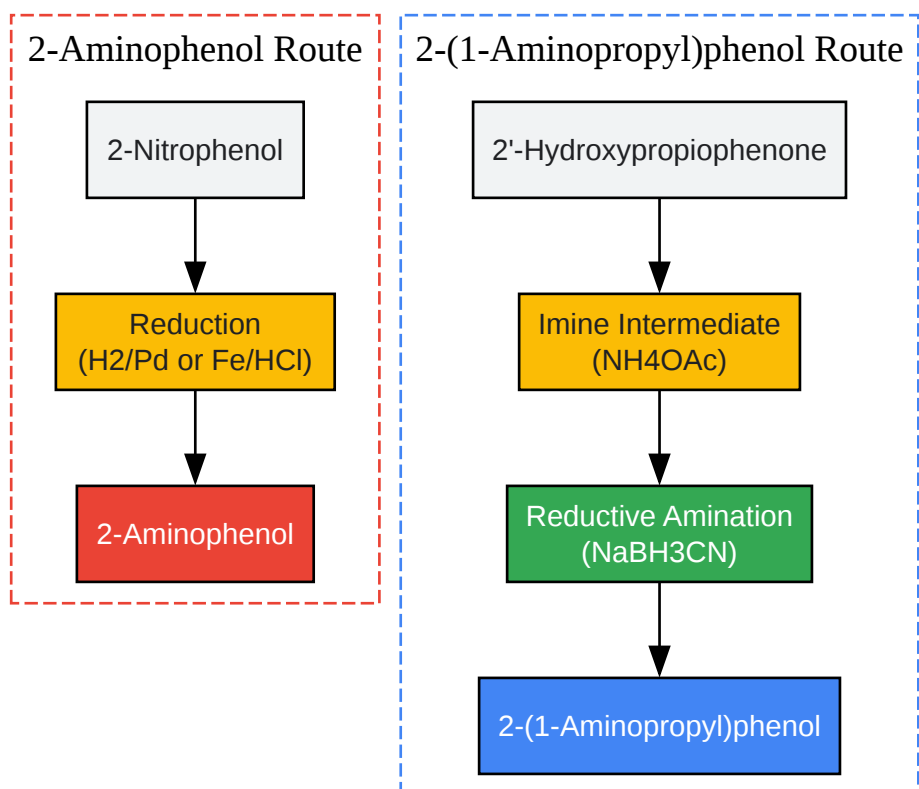 2-Aminophenol Route
2-Nitrophenol
Reduction
(H2/Pd or Fe/HCl)
2-Aminophenol
2-(1-Aminopropyl)phenol Route
2'-Hydroxypropiophenone
Imine Intermediate
(NH4OAc)
Reductive Amination
(NaBH3CN)
2-(1-Aminopropyl)phenol